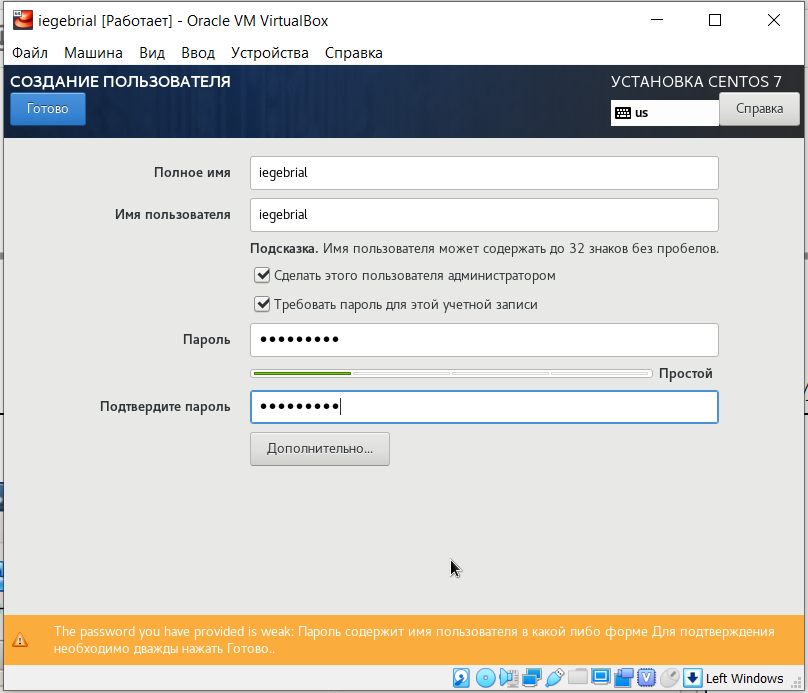 iegebrial [Работает] - Oracle VM VirtualBox
Файл Машина Вид Ввод Устройства Справка
СОЗДАНИЕ ПОЛЬЗОВАТЕЛЯ
УСТАНОВКА CENTOS 7
Готово
us
Справка
Полное имя
iegebrial
Имя пользователя
iegebrial
Подсказка. Имя пользователя может содержать до 32 знаков без пробелов.
Сделать этого пользователя администратором
Требовать пароль для этой учетной записи
Пароль
•••••••••
Простой
Подтвердите пароль
•••••••••
Дополнительно...
The password you have provided is weak: Пароль содержит имя пользователя в какой либо форме Для подтверждения
необходимо дважды нажать Готово..
Left Windows